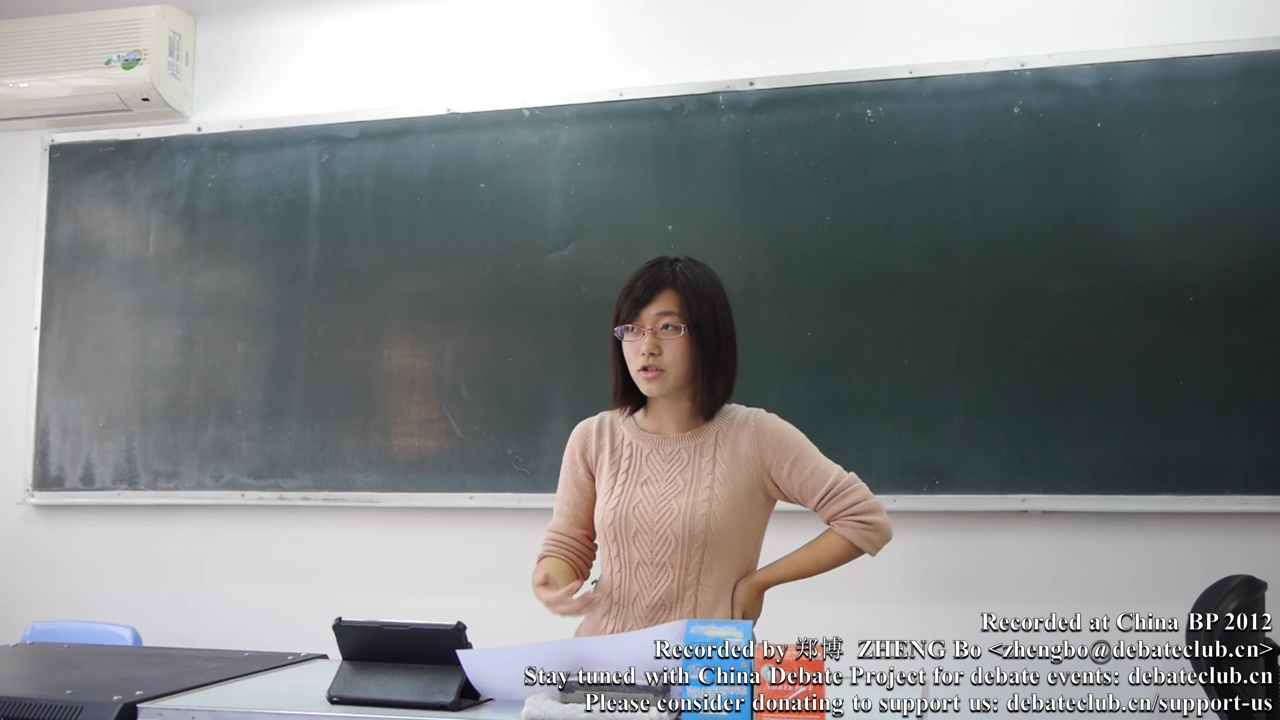 Recorded at China BP 2012
Recorded by 郑博 ZHENG Bo <zhengbo@debateclub.cn>
Stay tuned with China Debate Project for debate events: debateclub.cn
Please consider donating to support us: debateclub.cn/support-us